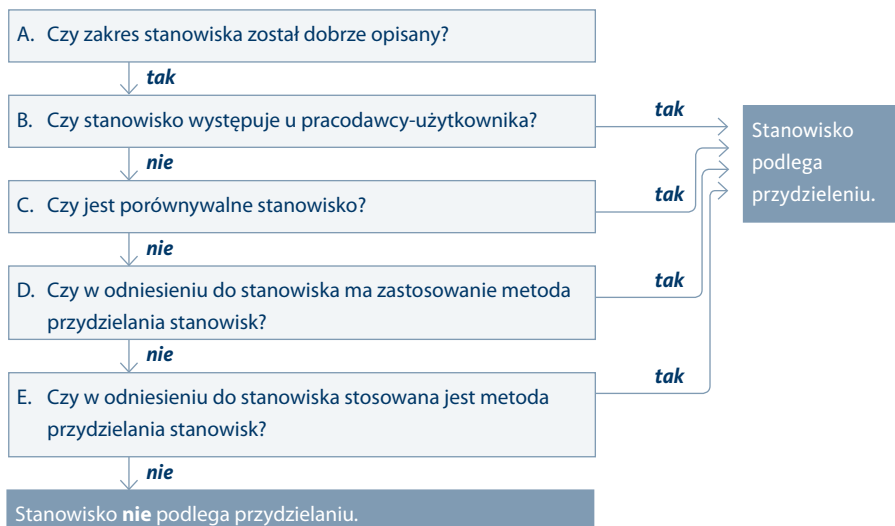 A. Czy zakres stanowiska został dobrze opisany?
tak
B. Czy stanowisko występuje u pracodawcy-użytkownika?
tak
nie
C. Czy jest porównywalne stanowisko?
tak
nie
D. Czy w odniesieniu do stanowiska ma zastosowanie metoda
przydzielania stanowisk?
tak
nie
E. Czy w odniesieniu do stanowiska stosowana jest metoda
przydzielania stanowisk?
tak
nie
Stanowisko nie podlega przydzielaniu.
Stanowisko
podlega
przydzieleniu.